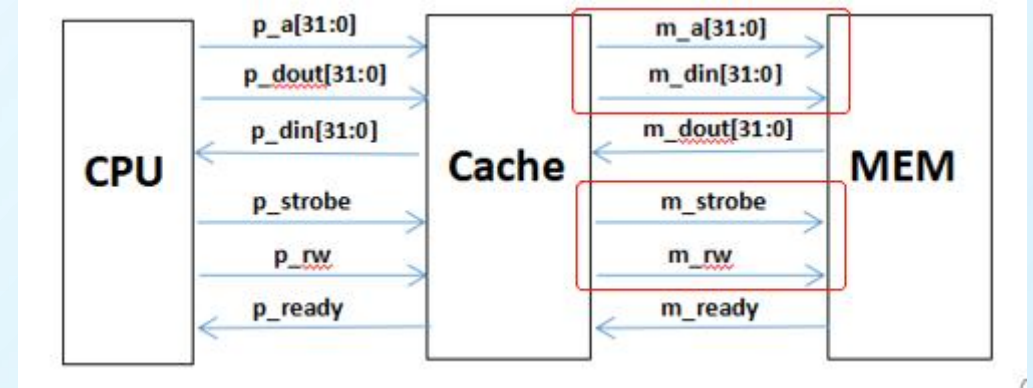 p_a[31:0]
m_a[31:0]
p_dout[31:0]
m_din[31:0]
p_din[31:0]
m_dout[31:0]
CPU
Cache
MEM
p_strobe
m_strobe
p_rw
m_rw
p_ready
m_ready